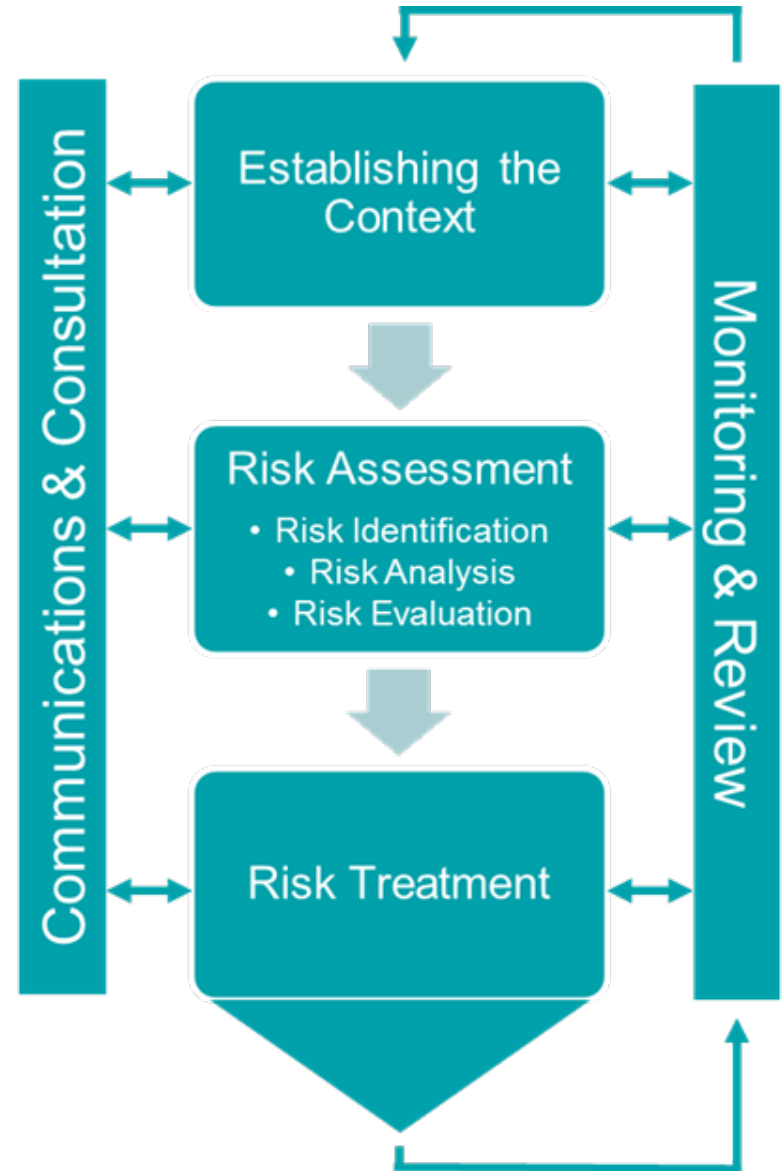 Communications & Consultation
Establishing the
Context
Risk Assessment
• Risk Identification
• Risk Analysis
• Risk Evaluation
Risk Treatment
Monitoring & Review